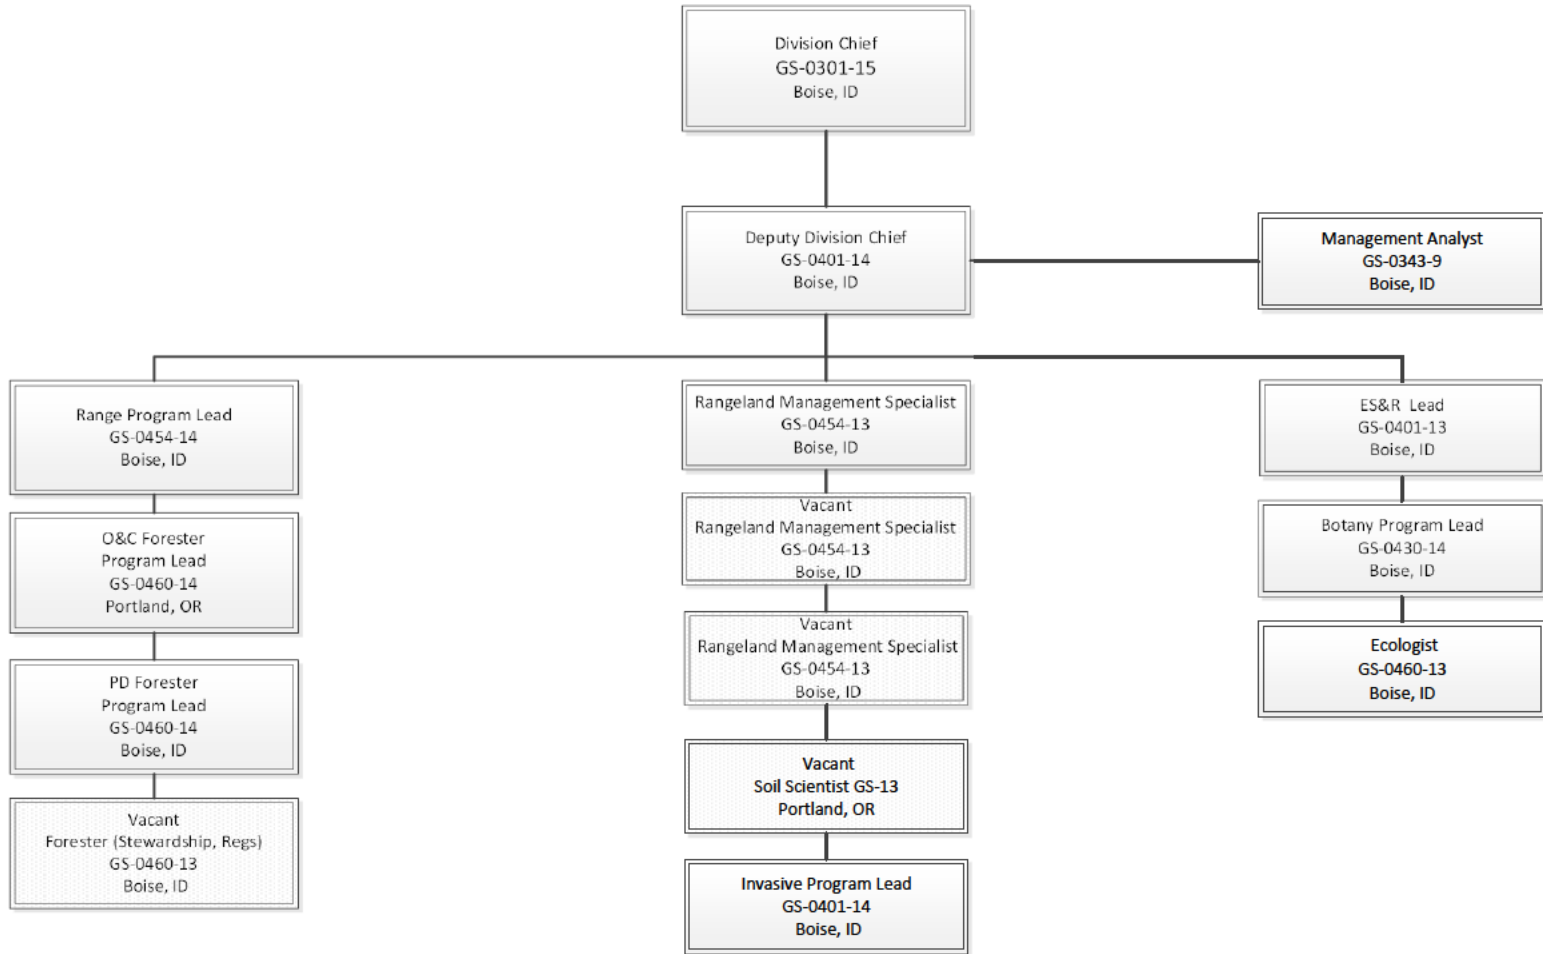 Division Chief
GS-0301-15
Boise, ID
Deputy Division Chief
GS-0401-14
Boise, ID
Management Analyst
GS-0343-9
Boise, ID
Range Program Lead
GS-0454-14
Boise, ID
O&C Forester
Program Lead
GS-0460-14
Portland, OR
PD Forester
Program Lead
GS-0460-14
Boise, ID
Vacant
Forester (Stewardship, Regs)
GS-0460-13
Boise, ID
Rangeland Management Specialist
GS-0454-13
Boise, ID
Vacant
Rangeland Management Specialist
GS-0454-13
Boise, ID
Vacant
Rangeland Management Specialist
GS-0454-13
Boise, ID
Vacant
Soil Scientist GS-13
Portland, OR
Invasive Program Lead
GS-0401-14
Boise, ID
ES&R Lead
GS-0401-13
Boise, ID
Botany Program Lead
GS-0430-14
Boise, ID
Ecologist
GS-0460-13
Boise, ID